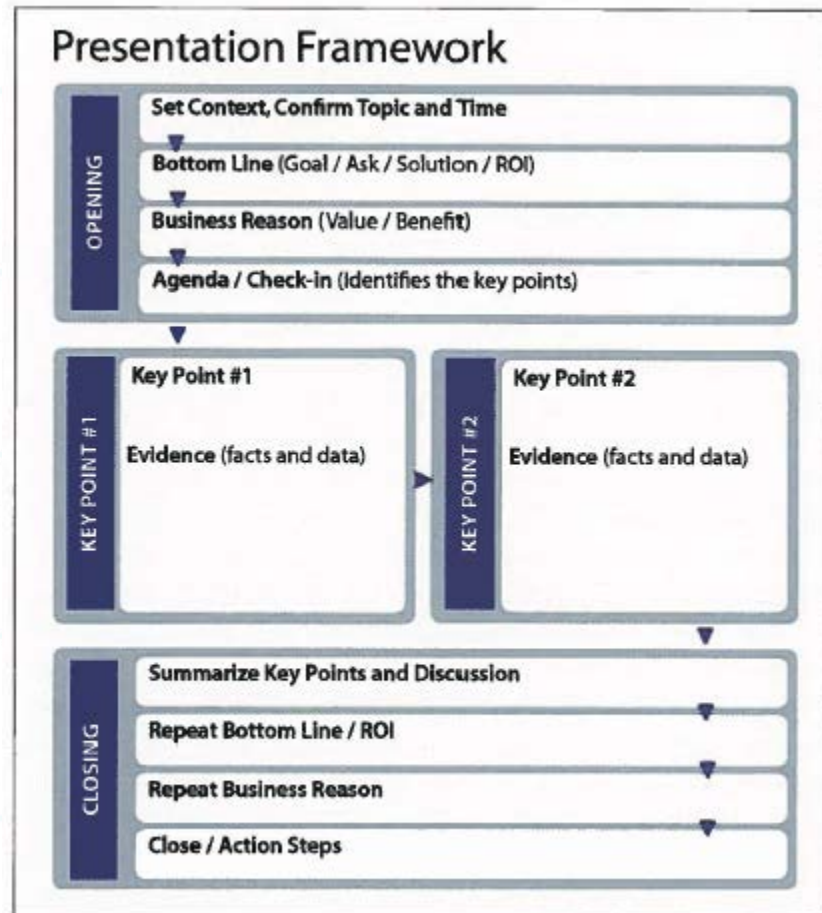 Presentation Framework
OPENING
Set Context, Confirm Topic and Time
Bottom Line (Goal / Ask / Solution / ROI)
Business Reason (Value / Benefit)
Agenda / Check-in (Identifies the key points)
KEY POINT #1
Key Point #1
Evidence (facts and data)
KEY POINT #2
Key Point #2
Evidence (facts and data)
CLOSING
Summarize Key Points and Discussion
Repeat Bottom Line / ROI
Repeat Business Reason
Close / Action Steps